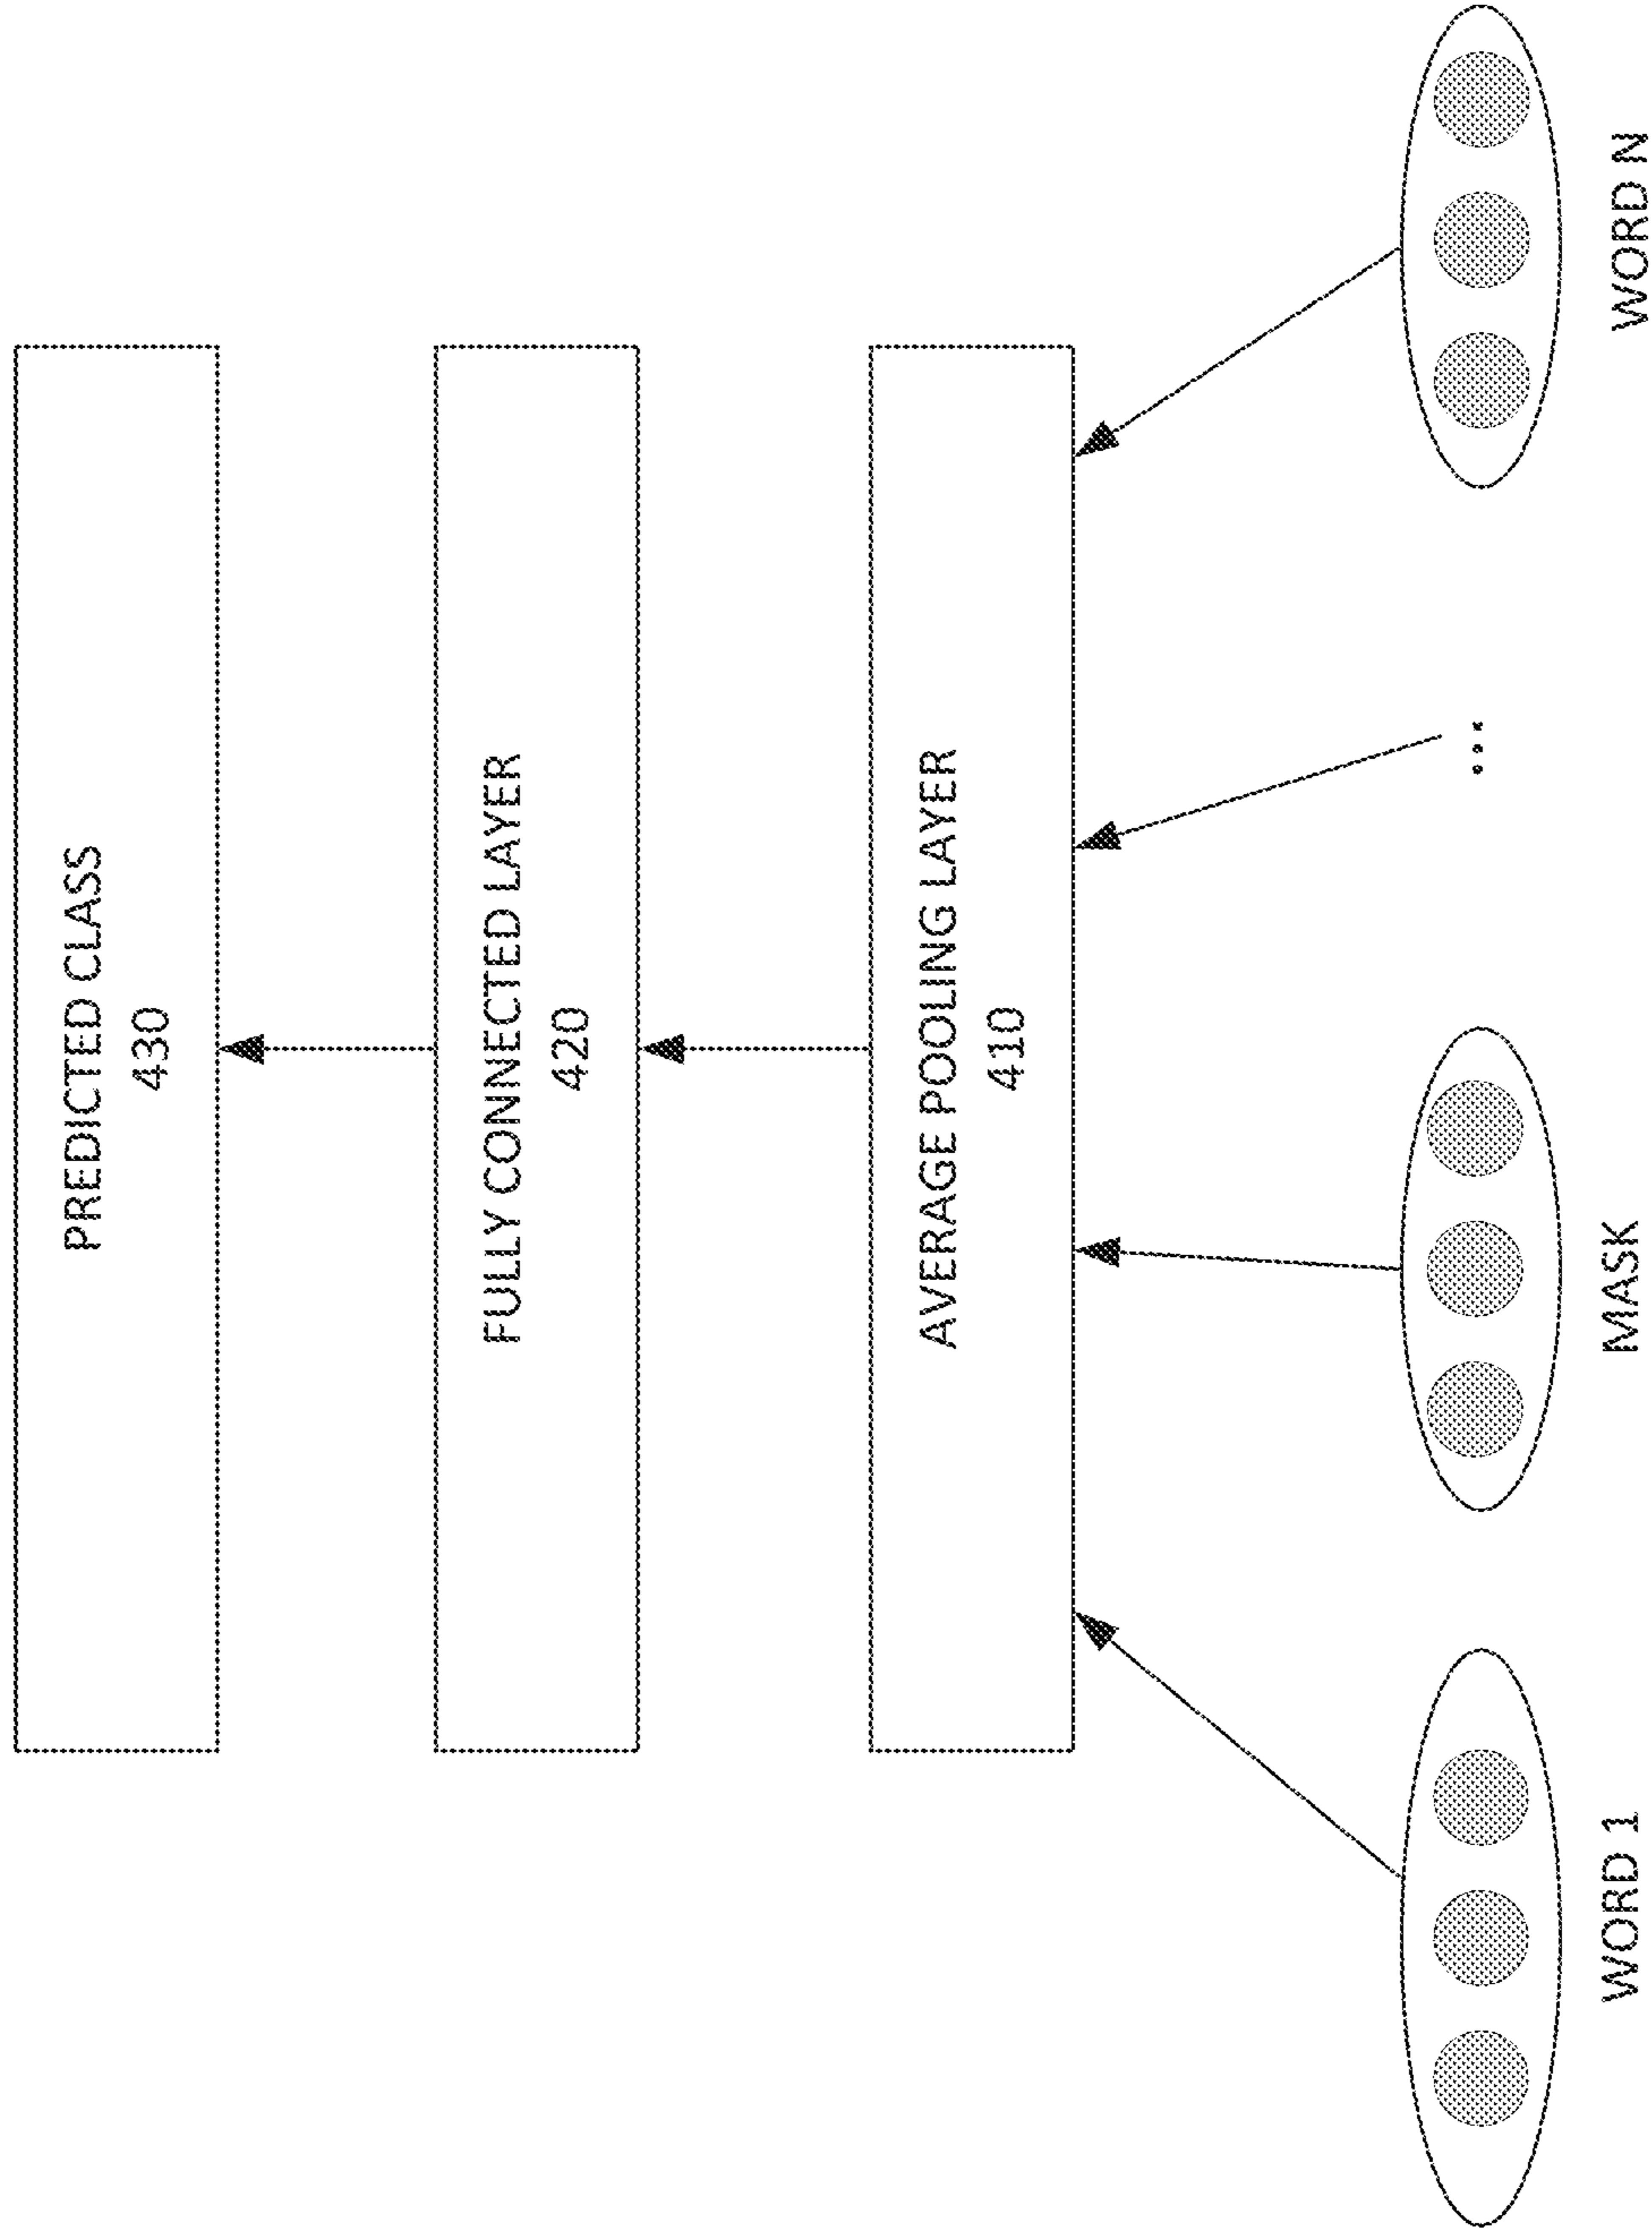 PREDICTED CLASS
430
FULLY CONNECTED LAYER
420
AVERAGE POOLING LAYER
410
...
WORD 1
MASK
WORD N